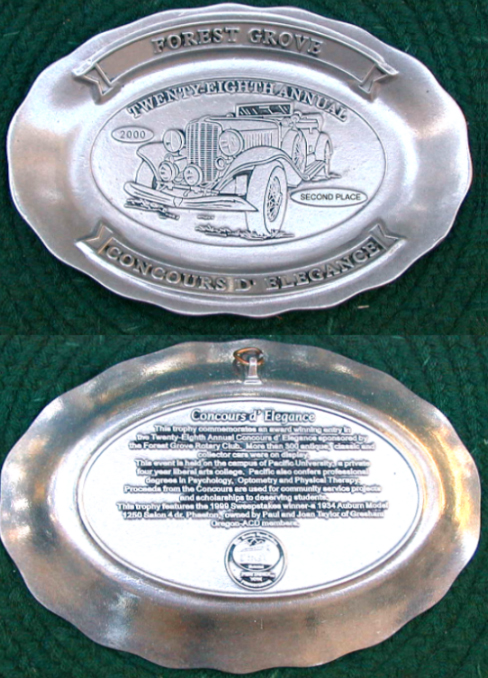 FOREST GROVE
TWENTY-EIGHTH ANNUAL
2000
SECOND PLACE
CONCOURS D' ELEGANCE
Concours d' Elegance
This trophy commemorates an award winning entry in
the Twenty-Eighth Annual Concours d' Elegance sponsored by
the Forest Grove Rotary Club. More than 300 antique, classic and
collector cars were on display.
This event is held on the campus of Pacific University, a private
four year liberal arts college. Pacific also confers professional
degrees in Psychology, Optometry and Physical Therapy.
Proceeds from the Concours are used for community service projects
and scholarships to deserving students.
This trophy features the 1999 Sweepstakes winner-a 1934 Auburn Model
1250 Salon 4 dr. Phaeton, owned by Paul and Joan Taylor of Gresham
Oregon-ACD members.